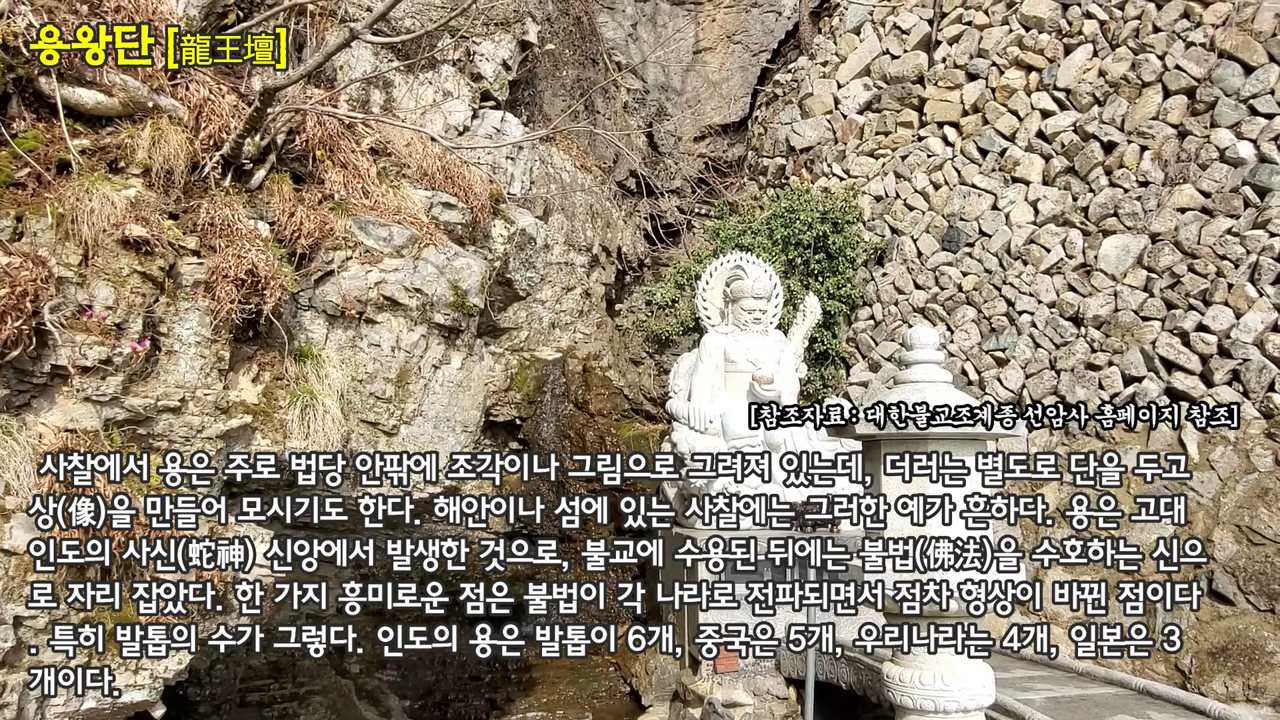 용왕단 [龍王壇]
[참조자료 : 대한불교조계종 선암사 홈페이지 참조]
사찰에서 용은 주로 법당 안팎에 조각이나 그림으로 그려져 있는데, 더러는 별도로 단을 두고
상(像)을 만들어 모시기도 한다. 해안이나 섬에 있는 사찰에는 그러한 예가 흔하다. 용은 고대
인도의 사신(蛇神) 신앙에서 발생한 것으로, 불교에 수용된 뒤에는 불법(佛法)을 수호하는 신으
로 자리 잡았다. 한 가지 흥미로운 점은 불법이 각 나라로 전파되면서 점차 형상이 바뀐 점이다
. 특히 발톱의 수가 그렇다. 인도의 용은 발톱이 6개, 중국은 5개, 우리나라는 4개, 일본은 3
개이다.